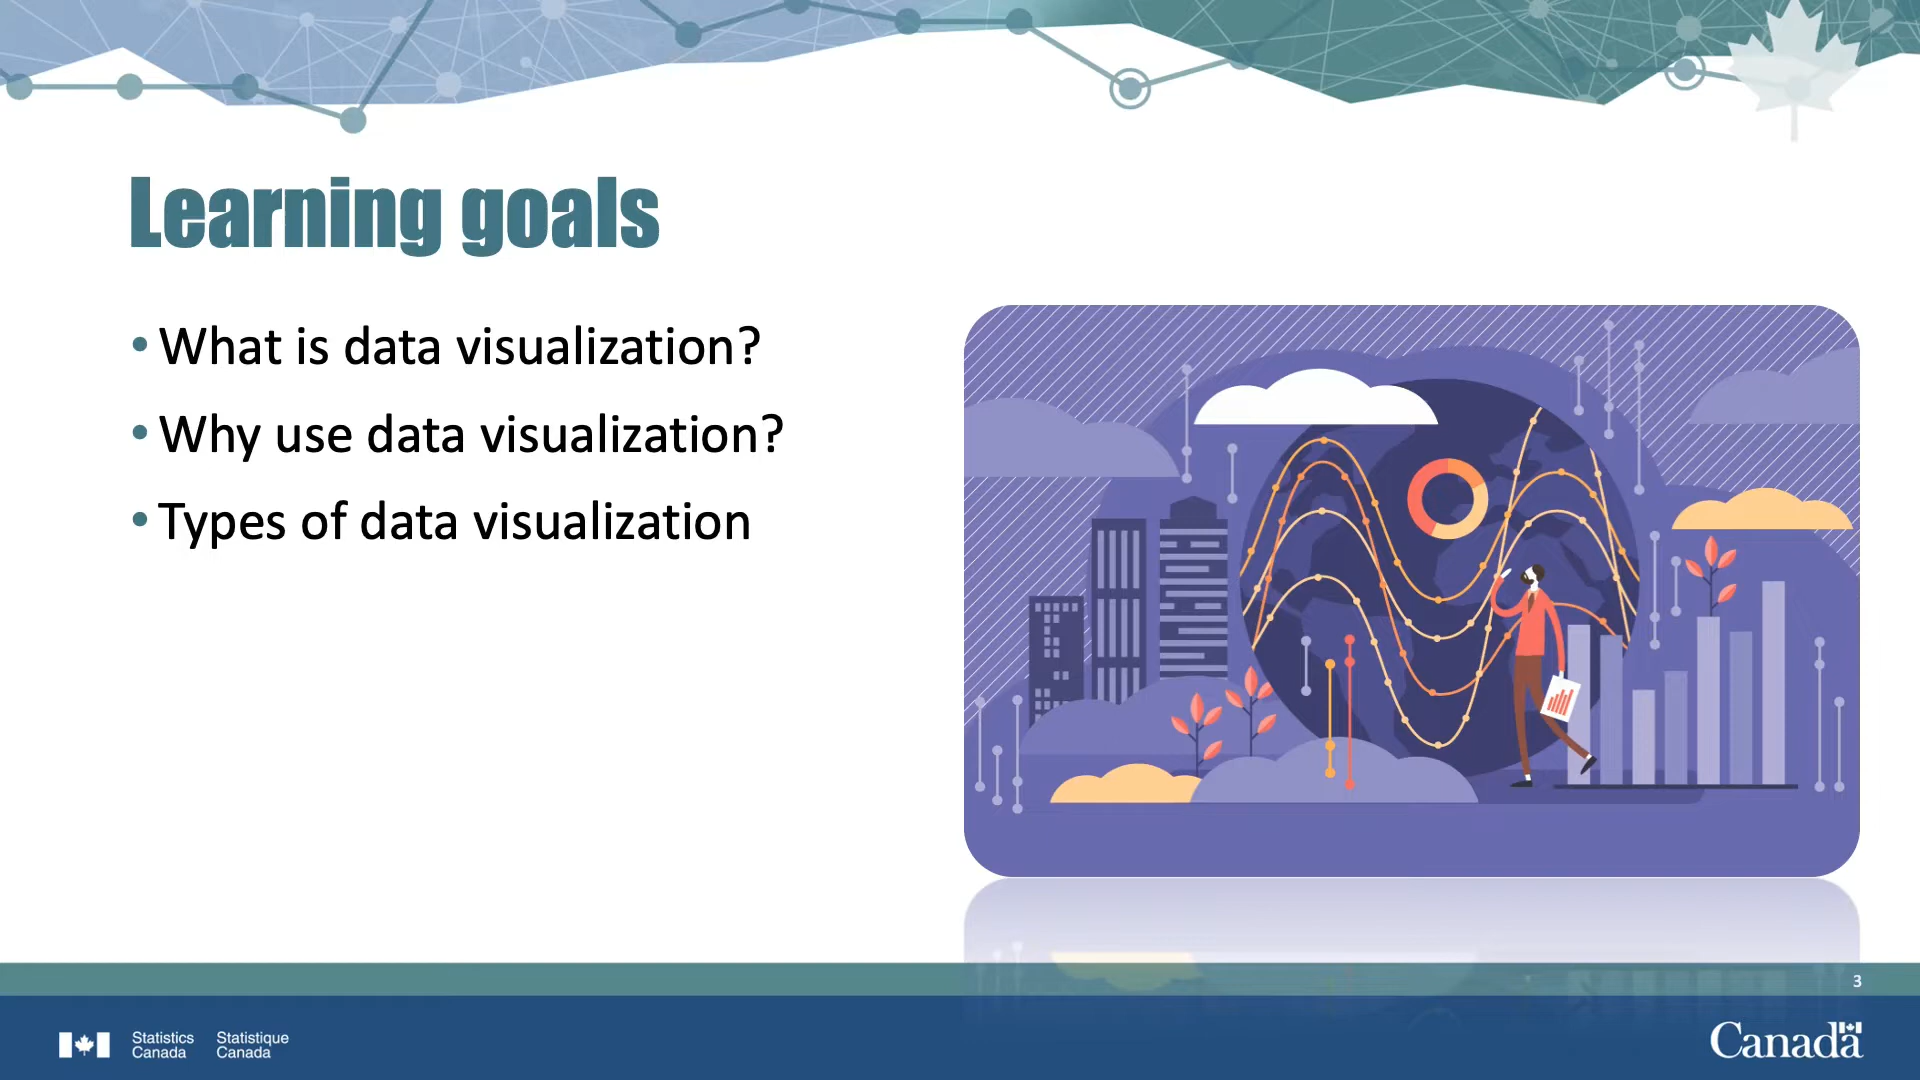 Learning goals
• What is data visualization?
• Why use data visualization?
• Types of data visualization
3
Statistics
Canada
Statistique
Canada
Canada